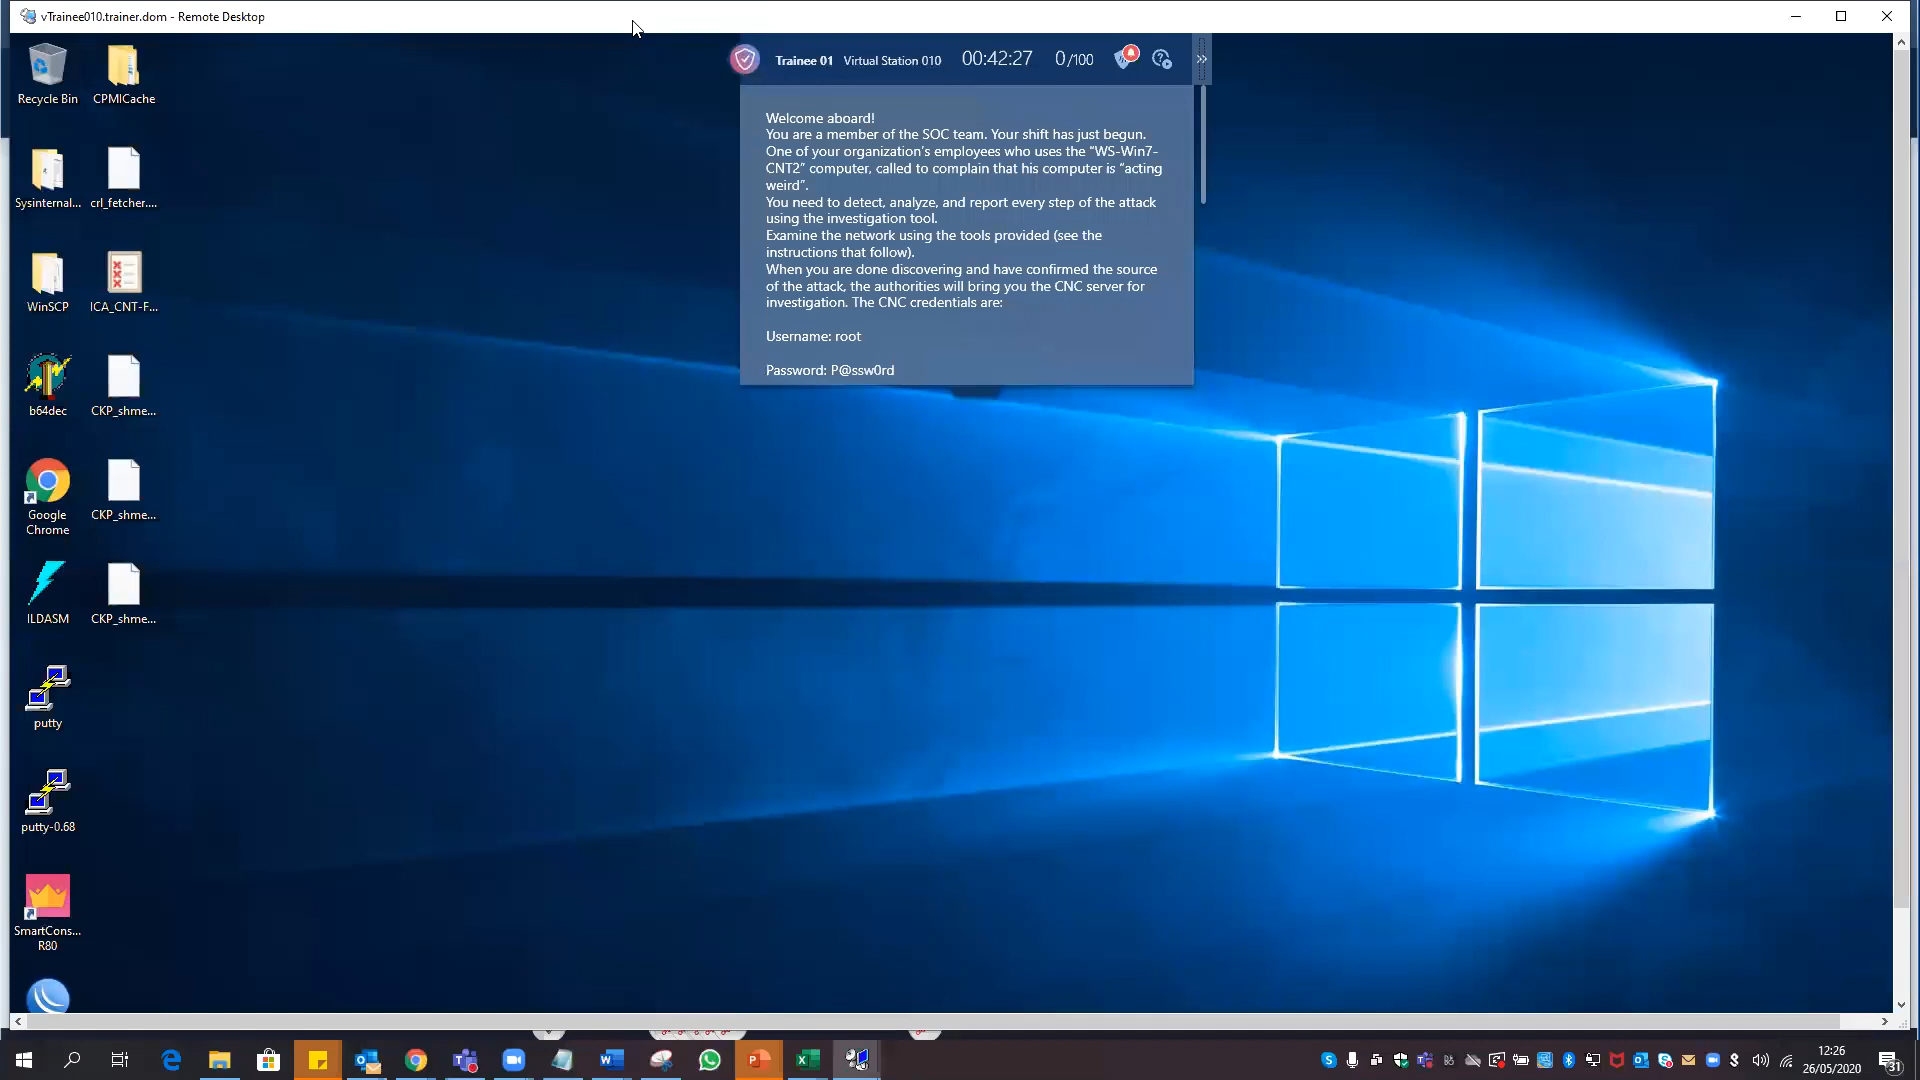 vTrainee010.trainer.dom - Remote Desktop
Trainee 01 Virtual Station 010 00:42:27 0/100
Welcome aboard!
You are a member of the SOC team. Your shift has just begun.
One of your organization's employees who uses the “WS-Win7-
CNT2” computer, called to complain that his computer is “acting
weird”.
You need to detect, analyze, and report every step of the attack
using the investigation tool.
Examine the network using the tools provided (see the
instructions that follow).
When you are done discovering and have confirmed the source
of the attack, the authorities will bring you the CNC server for
investigation. The CNC credentials are:
Username: root
Password: P@ssw0rd
Recycle Bin
CPMICache
Sysinternal...
crl_fetcher....
WinSCP
ICA_CNT-F...
b64dec
CKP_shme...
Google
Chrome
CKP_shme...
ILDASM
CKP_shme...
putty
putty-0.68
SmartCons...
R80
12:26
26/05/2020
31